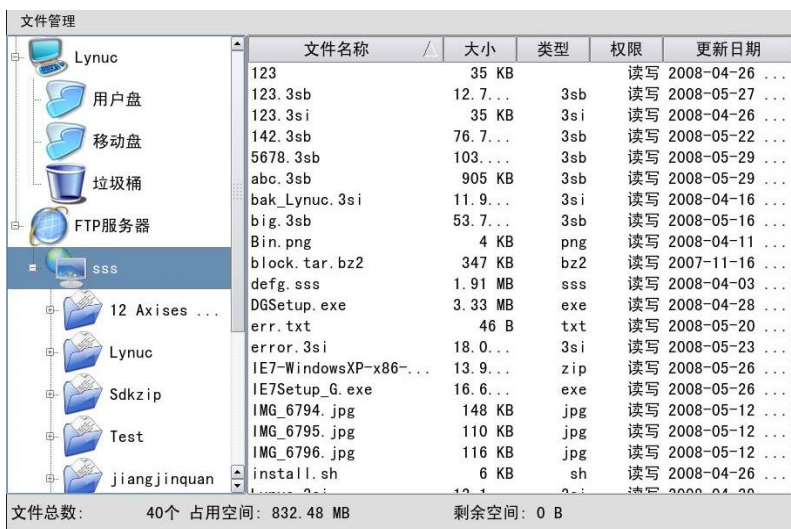 文件管理
Lynuc
用户盘
移动盘
垃圾桶
FTP服务器
sss
12 Axises ...
Lynuc
Sdkzip
Test
jiangjinquan
文件名称 大小 类型 权限 更新日期
123 35 KB 读写 2008-04-26 ...
123.3sb 12.7... 3sb 读写 2008-05-27 ...
123.3si 35 KB 3si 读写 2008-04-26 ...
142.3sb 76.7... 3sb 读写 2008-05-22 ...
5678.3sb 103.... 3sb 读写 2008-05-29 ...
abc.3sb 905 KB 3sb 读写 2008-05-29 ...
bak_Lynuc.3si 11.9... 3si 读写 2008-04-16 ...
big.3sb 53.7... 3sb 读写 2008-05-16 ...
Bin.png 4 KB png 读写 2008-04-11 ...
block.tar.bz2 347 KB bz2 读写 2007-11-16 ...
defg.sss 1.91 MB sss 读写 2008-04-03 ...
DGSetup.exe 3.33 MB exe 读写 2008-04-28 ...
err.txt 46 B txt 读写 2008-05-20 ...
error.3si 18.0... 3si 读写 2008-05-23 ...
IE7-WindowsXP-x86-... 13.9... zip 读写 2008-05-26 ...
IE7Setup_G.exe 16.6... exe 读写 2008-05-26 ...
IMG_6794.jpg 148 KB jpg 读写 2008-05-12 ...
IMG_6795.jpg 110 KB jpg 读写 2008-05-12 ...
IMG_6796.jpg 116 KB jpg 读写 2008-05-12 ...
install.sh 6 KB sh 读写 2008-04-26 ...
文件总数: 40个 占用空间: 832.48 MB 剩余空间: 0 B